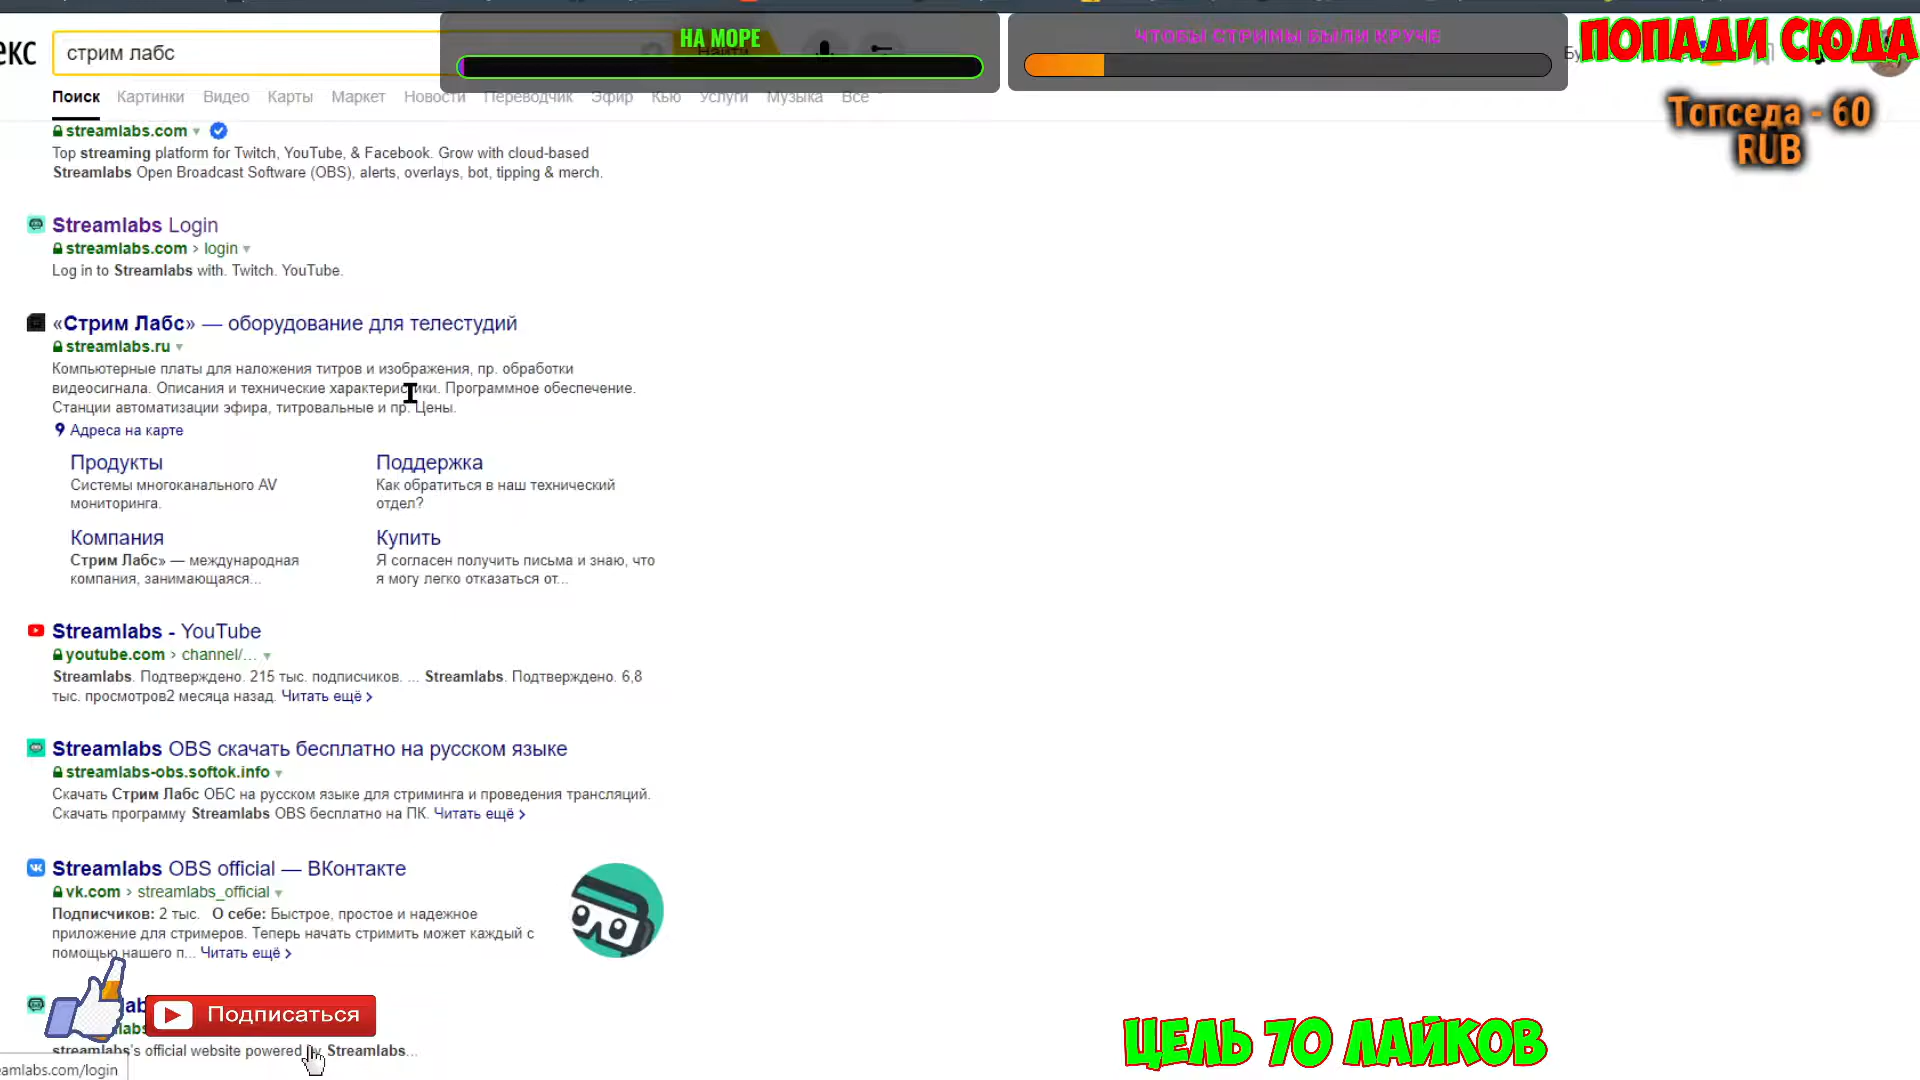 екс
стрим лабс
Найти
НА МОРЕ
ЧТОБЫ СТРИМЫ БЫЛИ КРУЧЕ
ПОПАДИ СЮДА
Топседа - 60
RUB
Поиск Картинки Видео Карты Маркет Новости Переводчик Эфир Кью Услуги Музыка Все
streamlabs.com
Top streaming platform for Twitch, YouTube, & Facebook. Grow with cloud-based
Streamlabs Open Broadcast Software (OBS), alerts, overlays, bot, tipping & merch.
Streamlabs Login
streamlabs.com › login
Log in to Streamlabs with. Twitch. YouTube.
«Стрим Лабс» — оборудование для телестудий
streamlabs.ru
Компьютерные платы для наложения титров и изображения, пр. обработки
видеосигнала. Описания и технические характеристики. Программное обеспечение.
Станции автоматизации эфира, титровальные и пр. Цены.
Адреса на карте
Продукты
Системы многоканального AV
мониторинга.
Поддержка
Как обратиться в наш технический
отдел?
Компания
Стрим Лабс» — международная
компания, занимающаяся...
Купить
Я согласен получить письма и знаю, что
я могу легко отказаться от...
Streamlabs - YouTube
youtube.com › channel/...
Streamlabs. Подтверждено. 215 тыс. подписчиков. ... Streamlabs. Подтверждено. 6,8
тыс. просмотров2 месяца назад. Читать ещё ›
Streamlabs OBS скачать бесплатно на русском языке
streamlabs-obs.softok.info
Скачать Стрим Лабс ОБС на русском языке для стриминга и проведения трансляций.
Скачать программу Streamlabs OBS бесплатно на ПК. Читать ещё ›
Streamlabs OBS official — ВКонтакте
vk.com › streamlabs_official
Подписчиков: 2 тыс. О себе: Быстрое, простое и надежное
приложение для стримеров. Теперь начать стримить может каждый с
помощью нашего п... Читать ещё ›
Подписаться
streamlabs's official website powered by Streamlabs...
eamlabs.com/login
ЦЕЛЬ 70 ЛАЙКОВ